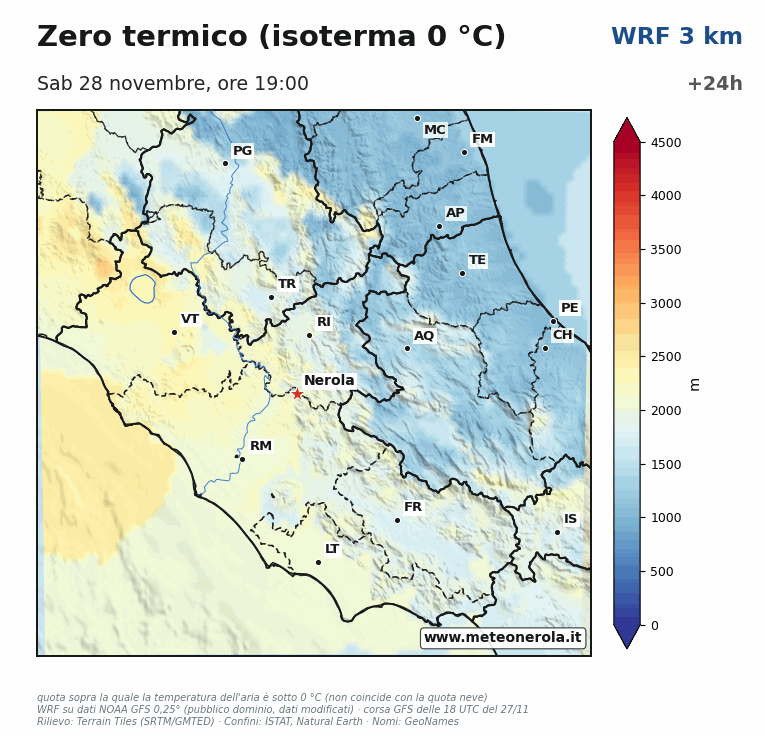 Zero termico (isoterma 0 °C)
WRF 3 km
Sab 28 novembre, ore 19:00
+24h
MC
FM
PG
AP
TE
TR
PE
VT
RI
AQ
CH
Nerola
RM
FR
IS
LT
www.meteonerola.it
4500
4000
3500
3000
2500
2000
1500
1000
500
0
m
quota sopra la quale la temperatura dell'aria è sotto 0 °C (non coincide con la quota neve)
WRF su dati NOAA GFS 0,25° (pubblico dominio, dati modificati) · corsa GFS delle 18 UTC del 27/11
Rilievo: Terrain Tiles (SRTM/GMTED) · Confini: ISTAT, Natural Earth · Nomi: GeoNames